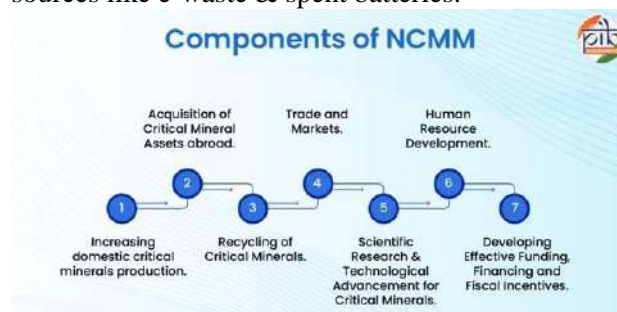 sources like e-waste & spent batteries.
Components of NCMM
pib
Acquisition of
Critical Mineral
Assets abroad.
Trade and
Markets.
Human
Resource
Development.
1
2
3
4
5
6
7
Increasing
domestic critical
minerals production.
Recycling of
Critical Minerals.
Scientific
Research &
Technological
Advancement for
Critical Minerals.
Developing
Effective Funding,
Financing and
Fiscal Incentives.